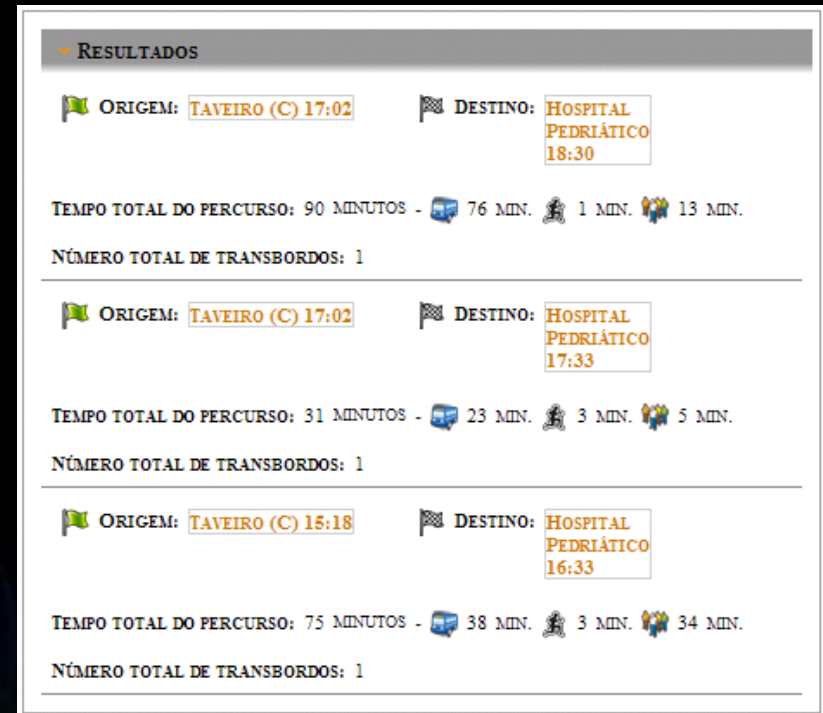 Resultados
Origem: Taveiro (C) 17:02 Destino: Hospital
Pedriático
18:30
Tempo total do percurso: 90 minutos - 76 min. 1 min. 13 min.
Número total de transbordos: 1
Origem: Taveiro (C) 17:02 Destino: Hospital
Pedriático
17:33
Tempo total do percurso: 31 minutos - 23 min. 3 min. 5 min.
Número total de transbordos: 1
Origem: Taveiro (C) 15:18 Destino: Hospital
Pedriático
16:33
Tempo total do percurso: 75 minutos - 38 min. 3 min. 34 min.
Número total de transbordos: 1